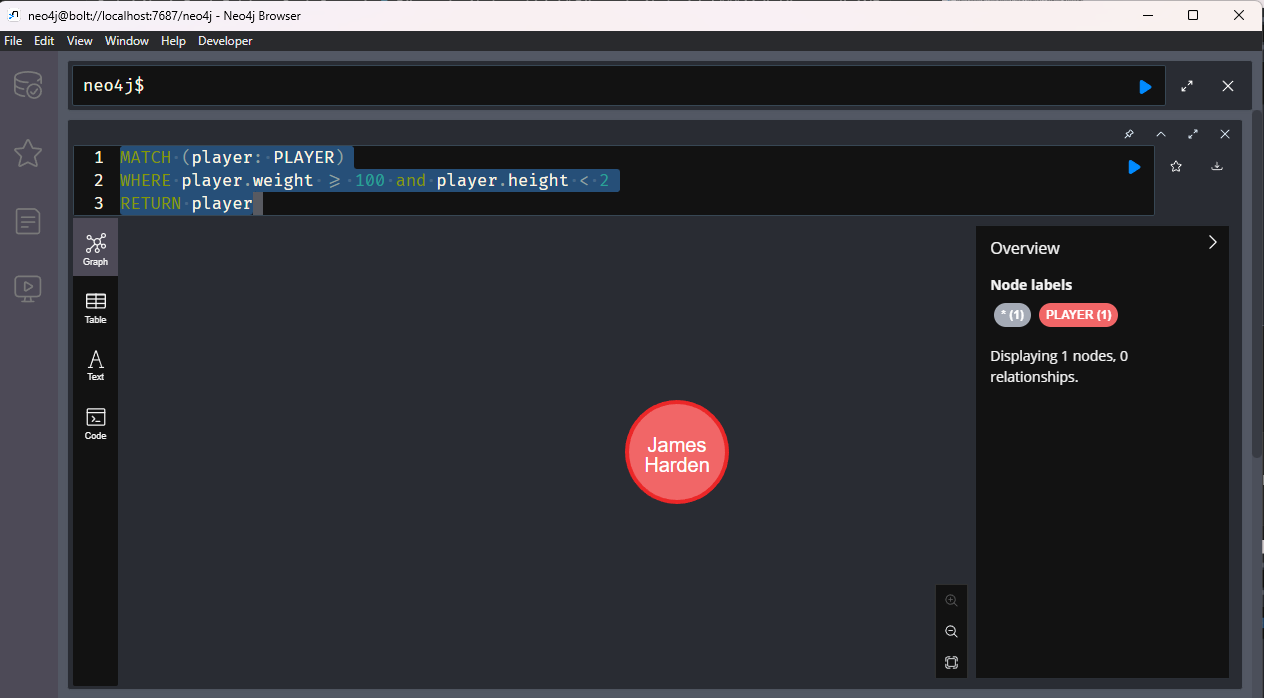 neo4j@bolt://localhost:7687/neo4j - Neo4j Browser
File Edit View Window Help Developer
neo4j$
1 MATCH (player: PLAYER)
2 WHERE player.weight >= 100 and player.height < 2
3 RETURN player
Graph
Table
Text
Code
James
Harden
Overview
Node labels
* (1) PLAYER (1)
Displaying 1 nodes, 0
relationships.